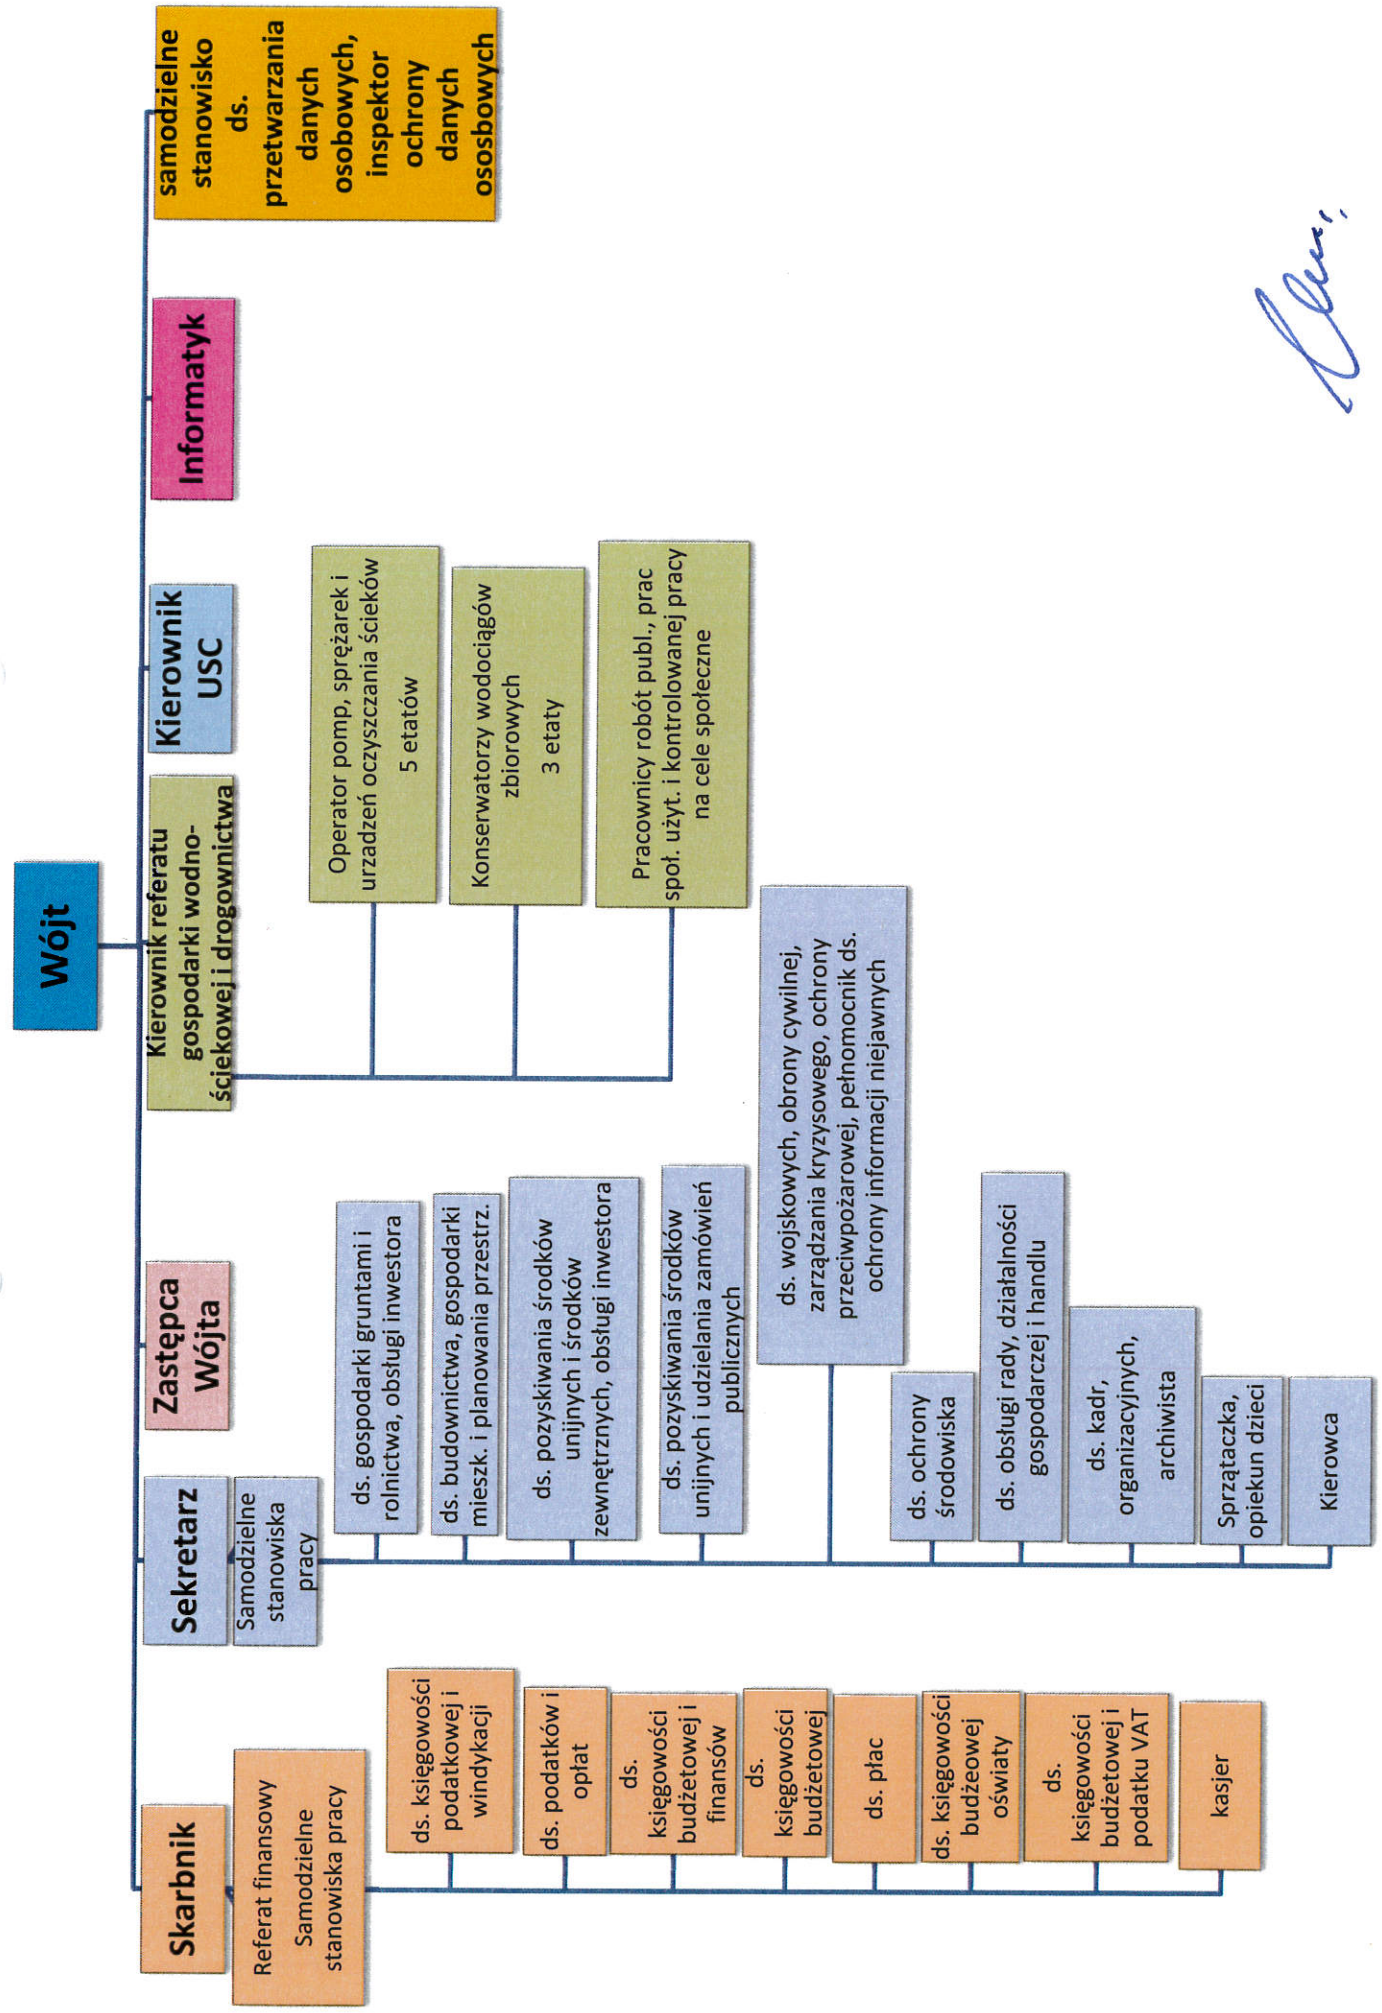 Wójt
Skarbnik
Referat finansowy
Samodzielne
stanowiska pracy
ds. księgowości
podatkowej i
windykacji
ds. podatków i
opłat
ds.
księgowości
budżetowej i
finansów
ds.
księgowości
budżetowej
ds. płac
ds. księgowości
budżeowej
oświaty
ds.
księgowości
budżetowej i
podatku VAT
kasjer
Sekretarz
Samodzielne
stanowiska
pracy
ds. gospodarki gruntami i
rolnictwa, obsługi inwestora
ds. budownictwa, gospodarki
mieszk. i planowania przestrz.
ds. pozyskiwania środków
unijnych i środków
zewnętrznych, obsługi inwestora
ds. pozyskiwania środków
unijnych i udzielania zamówień
publicznych
ds. wojskowych, obrony cywilnej,
zarządzania kryzysowego, ochrony
przeciwpożarowej, pełnomocnik ds.
ochrony informacji niejawnych
ds. ochrony
środowiska
ds. obsługi rady, działalności
gospodarczej i handlu
ds. kadr,
organizacyjnych,
archiwista
Sprzątaczka,
opiekun dzieci
Kierowca
Zastępca
Wójta
Kierownik referatu
gospodarki wodno-
ściekowej i drogownictwa
Operator pomp, sprężarek i
urzadzeń oczyszczania ścieków
5 etatów
Konserwatorzy wodociągów
zbiorowych
3 etaty
Pracownicy robót publ., prac
społ. użyt. i kontrolowanej pracy
na cele społeczne
Kierownik
USC
Informatyk
samodzielne
stanowisko
ds.
przetwarzania
danych
osobowych,
inspektor
ochrony
danych
ososbowych